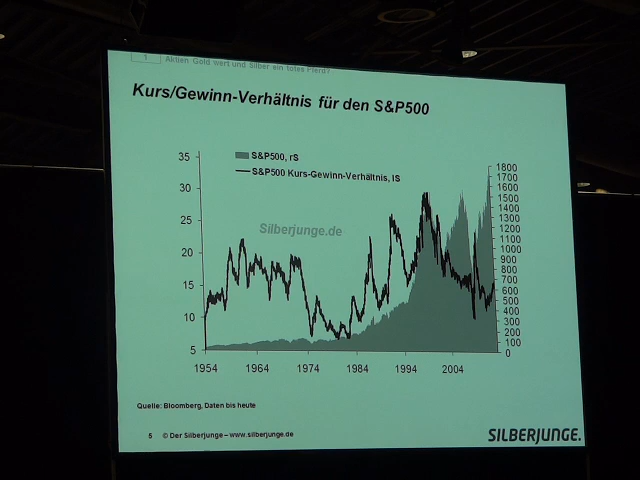 1 Aktien Gold wert und Silber ein totes Pferd?
Kurs/Gewinn-Verhältnis für den S&P500
S&P500, rS
S&P500 Kurs-Gewinn-Verhältnis, lS
Silberjunge.de
35
30
25
20
15
10
5
1800
1700
1600
1500
1400
1300
1200
1100
1000
900
800
700
600
500
400
300
200
100
0
1954 1964 1974 1984 1994 2004
Quelle: Bloomberg, Daten bis heute
5 © Der Silberjunge – www.silberjunge.de
SILBERJUNGE.